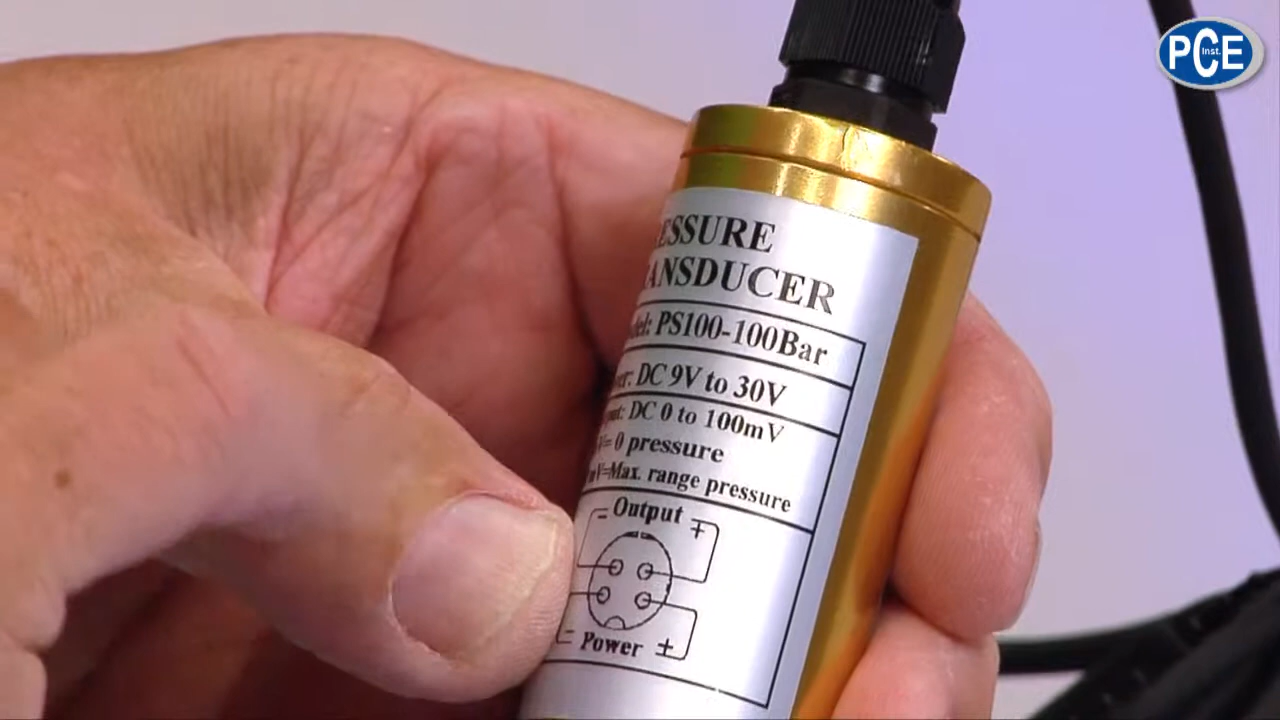 PCE
Inst.
ESSURE
ANSDUCER
del: PS100-100Bar
er: DC 9V to 30V
put: DC 0 to 100mV
V= 0 pressure
mV=Max. range pressure
- Output +
- Power +